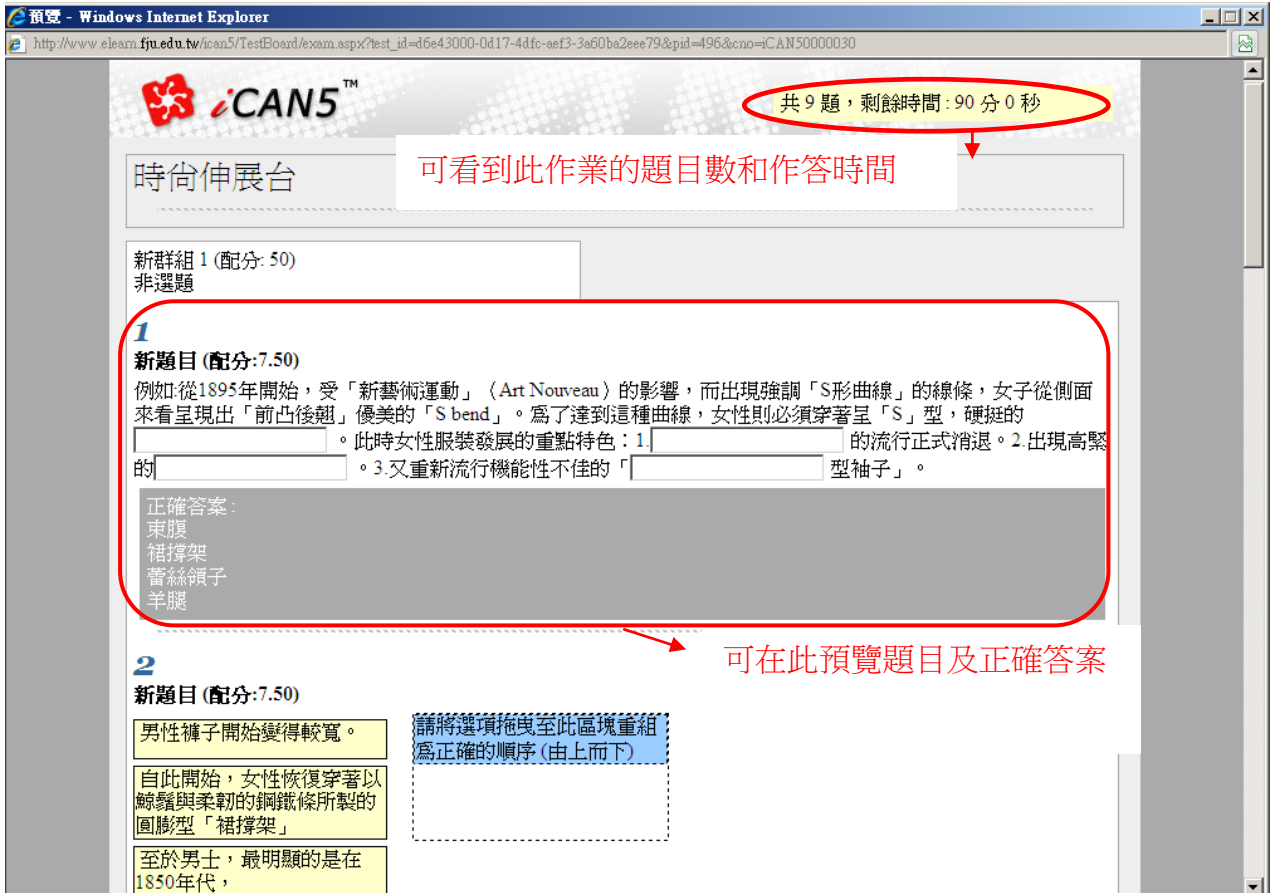 預覽 - Windows Internet Explorer
http://www.elearn.fju.edu.tw/ican5/TestBoard/exam.aspx?test_id=d6e43000-0d17-4dfc-aef3-3a60ba2eee79&pid=496&cno=iCAN50000030
iCAN5™
共 9 題，剩餘時間 : 90 分 0 秒
可看到此作業的題目數和作答時間
時尚伸展台
新群組 1 (配分: 50)
非選題
1
新題目 (配分:7.50)
例如:從1895年開始，受「新藝術運動」（Art Nouveau）的影響，而出現強調「S形曲線」的線條，女子從側面
來看呈現出「前凸後翹」優美的「S bend」。為了達到這種曲線，女性則必須穿著呈「S」型，硬挺的
。此時女性服裝發展的重點特色：1. 的流行正式消退。2.出現高緊
的 。3.又重新流行機能性不佳的「 型袖子」。
正確答案 :
束腹
裙撐架
蕾絲領子
羊腿
可在此預覽題目及正確答案
2
新題目 (配分:7.50)
男性褲子開始變得較寬。
請將選項拖曳至此區塊重組
為正確的順序 (由上而下)
自此開始，女性恢復穿著以
鯨鬚與柔韌的鋼鐵條所製的
圓膨型「裙撐架」
至於男士，最明顯的是在
1850年代，